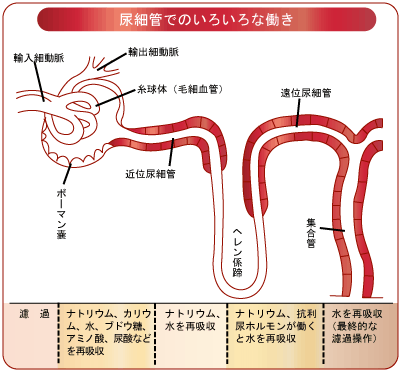 尿細管でのいろいろな働き
輸入細動脈
輸出細動脈
糸球体（毛細血管）
遠位尿細管
近位尿細管
ボーマン嚢
ヘレン係蹄
集合管
濾 過
ナトリウム、カリウ
ム、水、ブドウ糖、
アミノ酸、尿酸など
を再吸収
ナトリウム、
水を再吸収
ナトリウム、抗利
尿ホルモンが働く
と水を再吸収
水を再吸収
（最終的な
濾過操作）